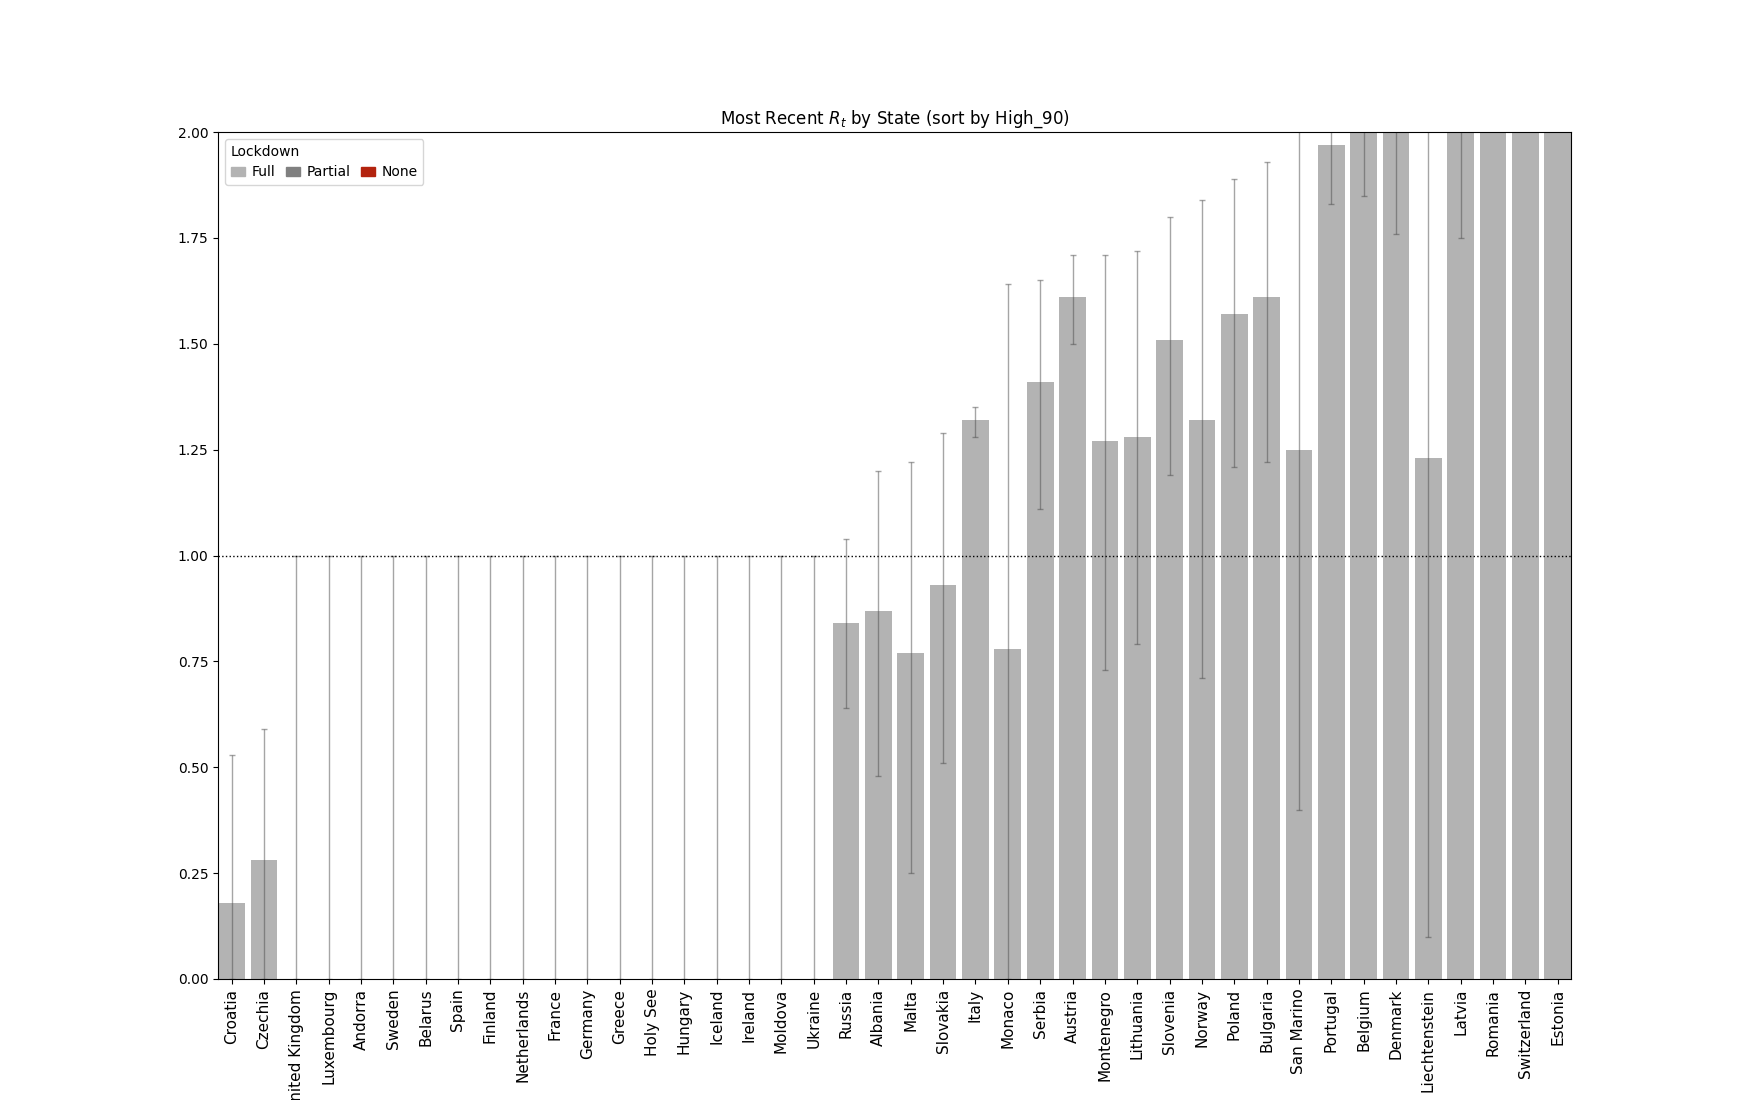 Most Recent R_t by State (sort by High_90)
Lockdown
Full Partial None
2.00
1.75
1.50
1.25
1.00
0.75
0.50
0.25
0.00
Croatia
Czechia
nited Kingdom
Luxembourg
Andorra
Sweden
Belarus
Spain
Finland
Netherlands
France
Germany
Greece
Holy See
Hungary
Iceland
Ireland
Moldova
Ukraine
Russia
Albania
Malta
Slovakia
Italy
Monaco
Serbia
Austria
Montenegro
Lithuania
Slovenia
Norway
Poland
Bulgaria
San Marino
Portugal
Belgium
Denmark
Liechtenstein
Latvia
Romania
Switzerland
Estonia